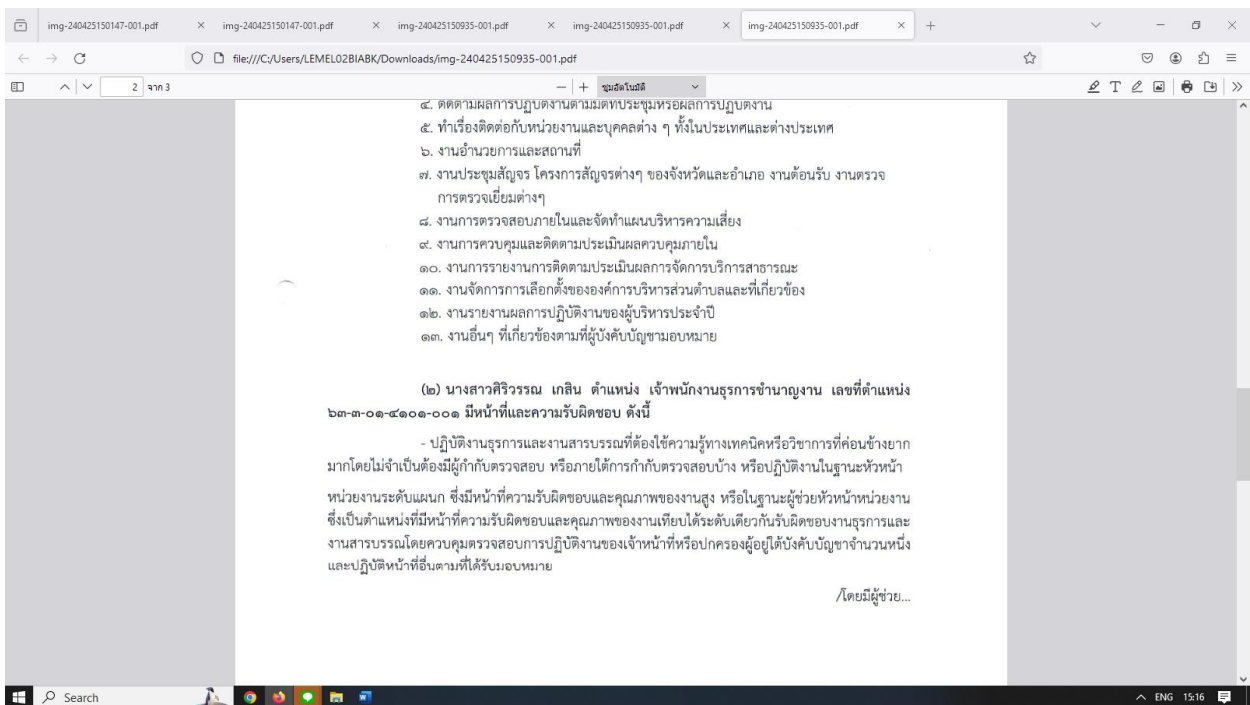 img-240425150147-001.pdf
img-240425150147-001.pdf
img-240425150935-001.pdf
img-240425150935-001.pdf
img-240425150935-001.pdf
file:///C:/Users/LEMEL02BIABK/Downloads/img-240425150935-001.pdf
2 จาก 3
ซูมอัตโนมัติ
๔. ติดตามผลการปฏิบัติงานตามมติที่ประชุมหรือผลการปฏิบัติงาน
๕. ทำเรื่องติดต่อกับหน่วยงานและบุคคลต่าง ๆ ทั้งในประเทศและต่างประเทศ
๖. งานอำนวยการและสถานที่
๗. งานประชุมสัญจร โครงการสัญจรต่างๆ ของจังหวัดและอำเภอ งานต้อนรับ งานตรวจ
การตรวจเยี่ยมต่างๆ
๘. งานการตรวจสอบภายในและจัดทำแผนบริหารความเสี่ยง
๙. งานการควบคุมและติดตามประเมินผลควบคุมภายใน
๑๐. งานการรายงานการติดตามประเมินผลการจัดการบริการสาธารณะ
๑๑. งานจัดการการเลือกตั้งขององค์การบริหารส่วนตำบลและที่เกี่ยวข้อง
๑๒. งานรายงานผลการปฏิบัติงานของผู้บริหารประจำปี
๑๓. งานอื่นๆ ที่เกี่ยวข้องตามที่ผู้บังคับบัญชามอบหมาย
(๒) นางสาวศิริวรรณ เกสิน ตำแหน่ง เจ้าพนักงานธุรการชำนาญงาน เลขที่ตำแหน่ง
๖๓-๓-๐๑-๔๑๐๑-๐๐๑ มีหน้าที่และความรับผิดชอบ ดังนี้
- ปฏิบัติงานธุรการและงานสารบรรณที่ต้องใช้ความรู้ทางเทคนิคหรือวิชาการที่ค่อนข้างยาก
มากโดยไม่จำเป็นต้องมีผู้กำกับตรวจสอบ หรือภายใต้การกำกับตรวจสอบบ้าง หรือปฏิบัติงานในฐานะหัวหน้า
หน่วยงานระดับแผนก ซึ่งมีหน้าที่ความรับผิดชอบและคุณภาพของงานสูง หรือในฐานะผู้ช่วยหัวหน้าหน่วยงาน
ซึ่งเป็นตำแหน่งที่มีหน้าที่ความรับผิดชอบและคุณภาพของงานเทียบได้ระดับเดียวกันรับผิดชอบงานธุรการและ
งานสารบรรณโดยควบคุมตรวจสอบการปฏิบัติงานของเจ้าหน้าที่หรือปกครองผู้อยู่ใต้บังคับบัญชาจำนวนหนึ่ง
และปฏิบัติหน้าที่อื่นตามที่ได้รับมอบหมาย
/โดยมีผู้ช่วย...
Search
ENG 15:16